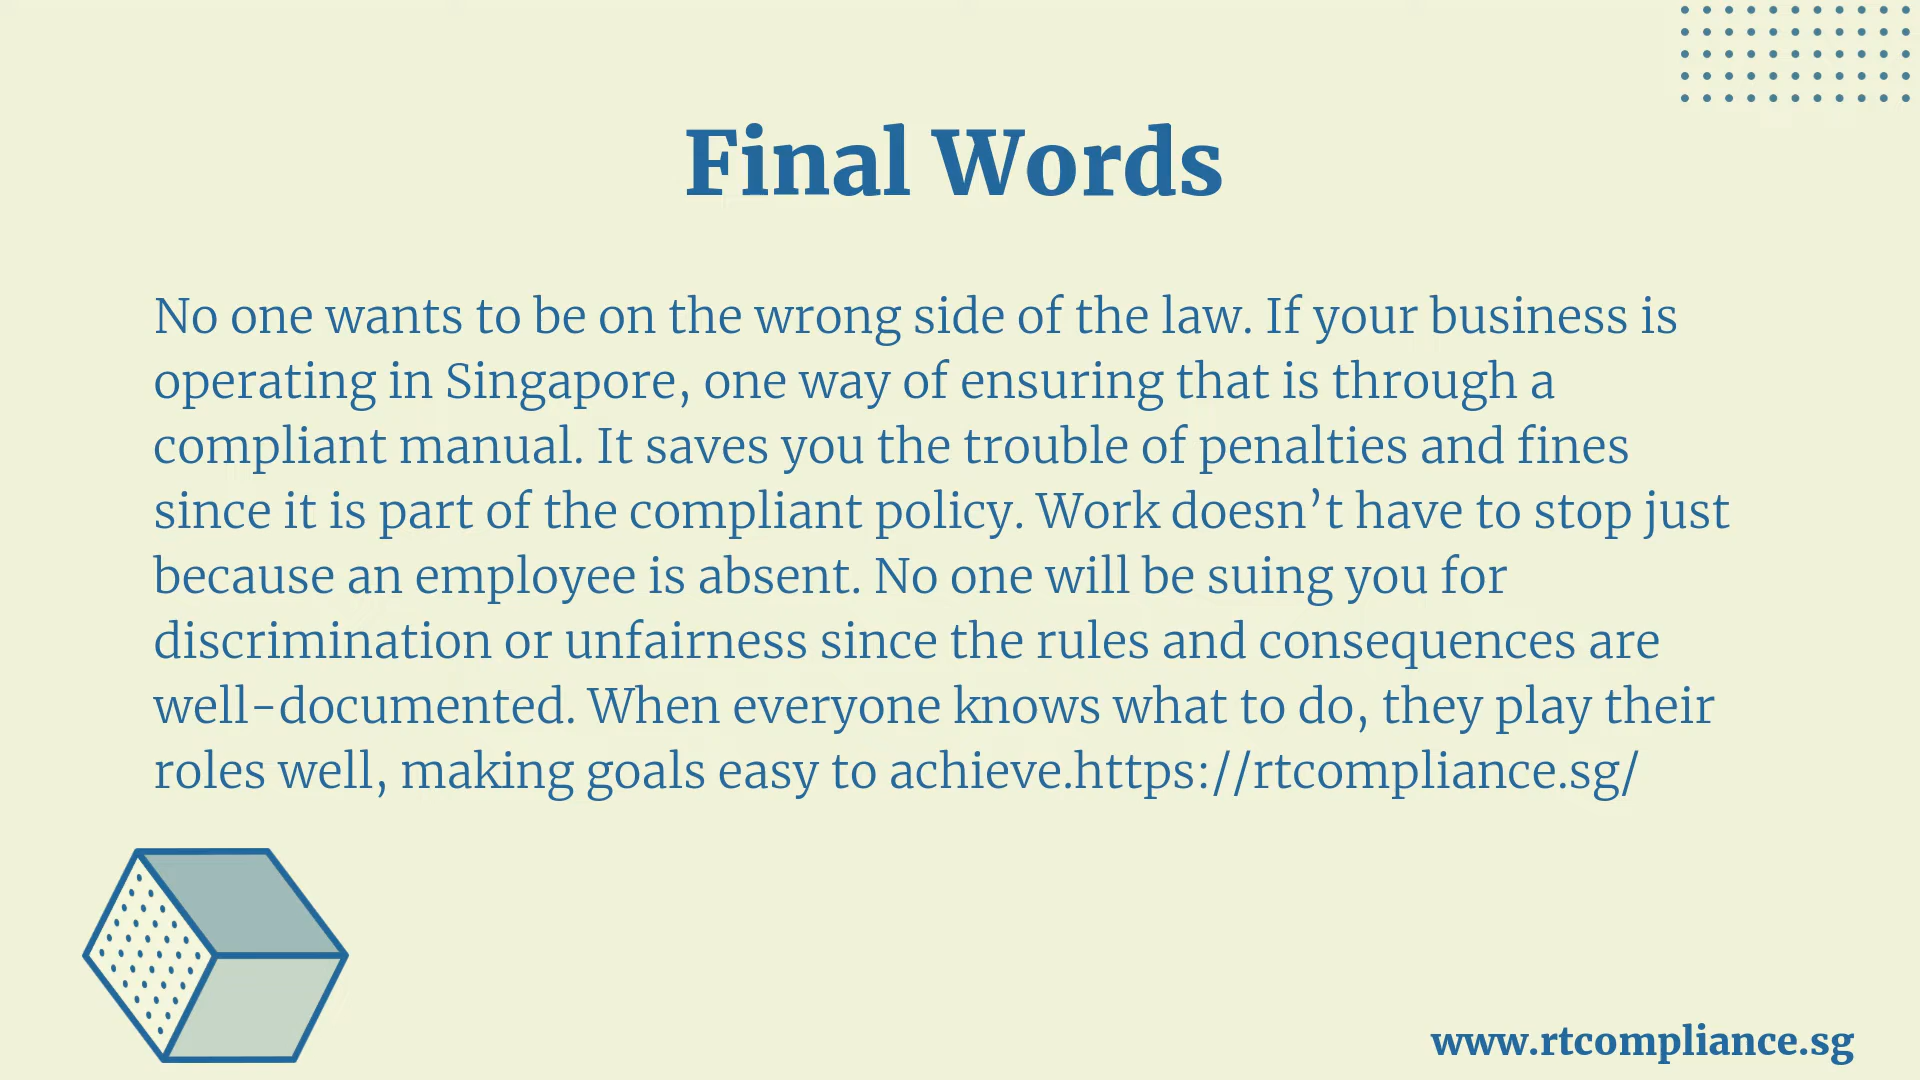 Final Words
No one wants to be on the wrong side of the law. If your business is
operating in Singapore, one way of ensuring that is through a
compliant manual. It saves you the trouble of penalties and fines
since it is part of the compliant policy. Work doesn’t have to stop just
because an employee is absent. No one will be suing you for
discrimination or unfairness since the rules and consequences are
well-documented. When everyone knows what to do, they play their
roles well, making goals easy to achieve.https://rtcompliance.sg/
www.rtcompliance.sg